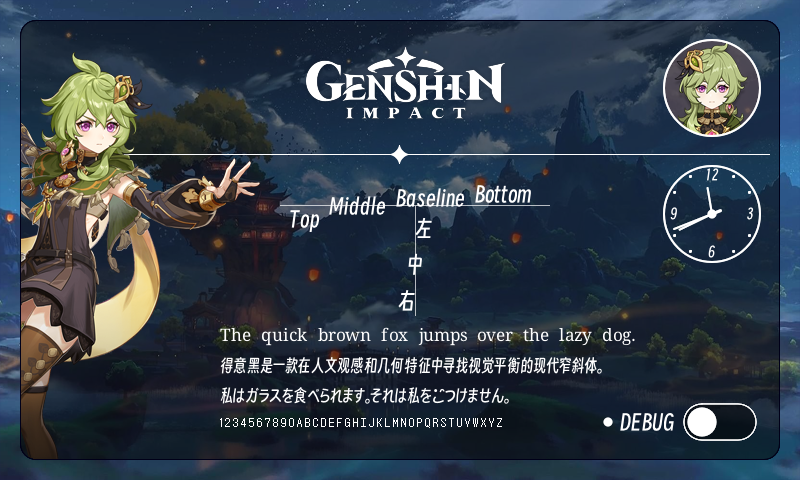 GENSHIN
IMPACT
12
9
3
6
Top Middle Baseline Bottom
左
中
右
The quick brown fox jumps over the lazy dog.
得意黑是一款在人文观感和几何特征中寻找视觉平衡的现代窄斜体。
私はガラスを食べられます。それは私をこつけません。
1234567890ABCDEFGHIJKLMNOPQRSTUVWXYZ
DEBUG